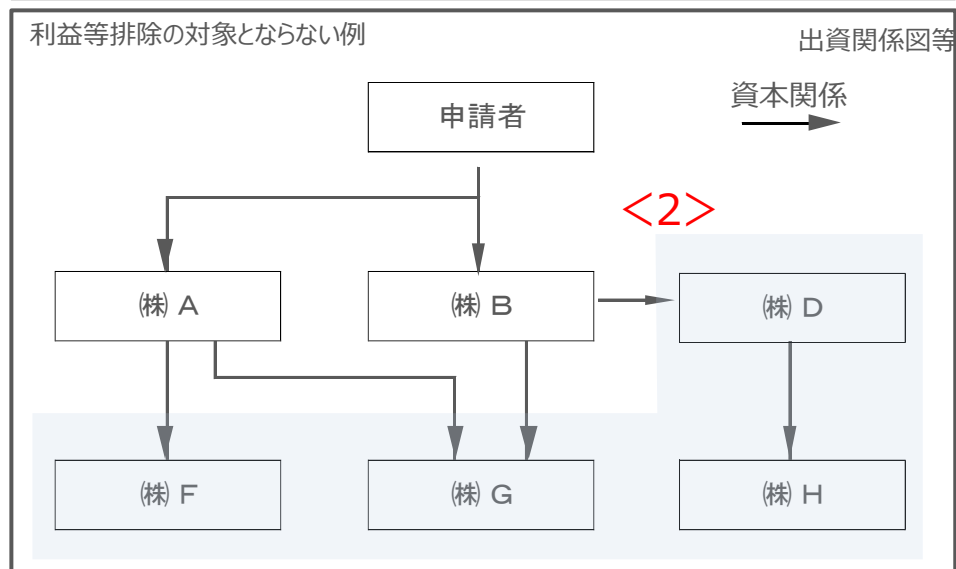 利益等排除の対象とならない例
出資関係図等
資本関係
申請者
<2>
㈱ A
㈱ B
㈱ D
㈱ F
㈱ G
㈱ H